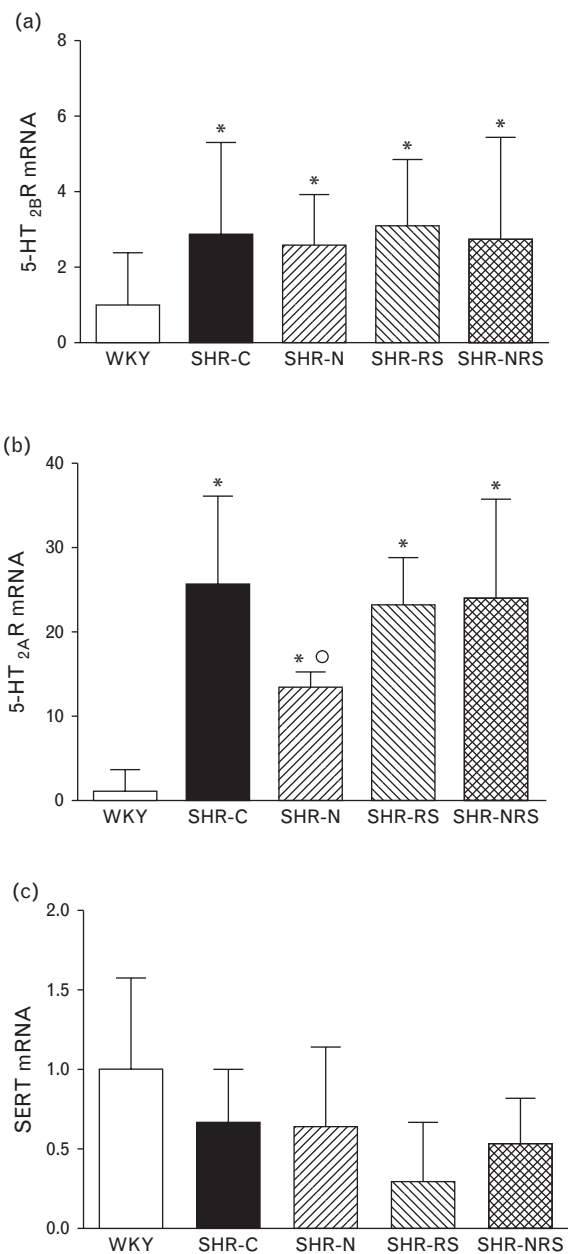 (a)
8
6
4
2
0
5-HT 2BR mRNA
*
*
*
*
WKY
SHR-C
SHR-N
SHR-RS
SHR-NRS
(b)
40
30
20
10
0
5-HT 2AR mRNA
*
* ○
*
*
WKY
SHR-C
SHR-N
SHR-RS
SHR-NRS
(c)
2.0
1.5
1.0
0.5
0.0
SERT mRNA
WKY
SHR-C
SHR-N
SHR-RS
SHR-NRS